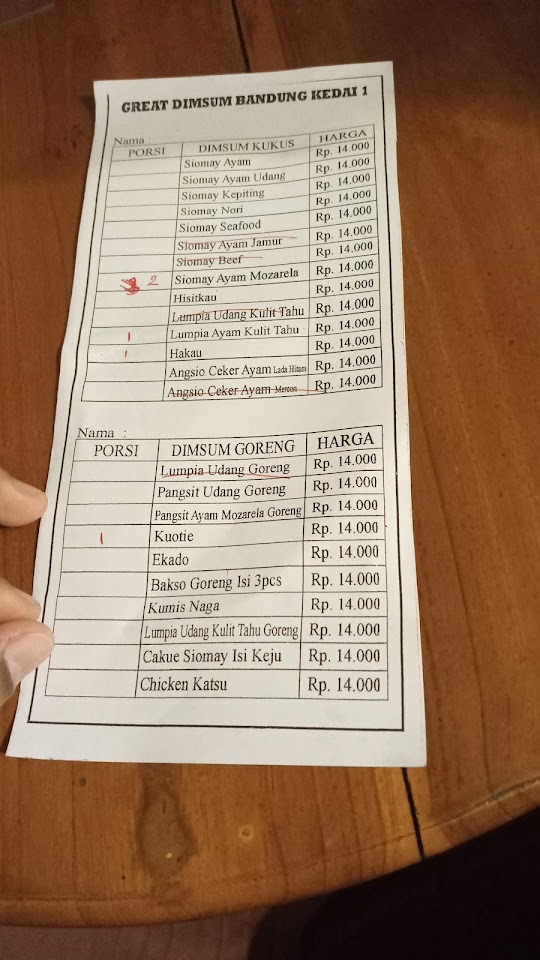 GREAT DIMSUM BANDUNG KEDAI 1
Nama :
PORSI DIMSUM KUKUS HARGA
Siomay Ayam Rp. 14.000
Siomay Ayam Udang Rp. 14.000
Siomay Kepiting Rp. 14.000
Siomay Nori Rp. 14.000
Siomay Seafood Rp. 14.000
Siomay Ayam Jamur Rp. 14.000
Siomay Beef Rp. 14.000
2 Siomay Ayam Mozarela Rp. 14.000
Hisitkau Rp. 14.000
Lumpia Udang Kulit Tahu Rp. 14.000
1 Lumpia Ayam Kulit Tahu Rp. 14.000
1 Hakau Rp. 14.000
Angsio Ceker Ayam Lada Hitam Rp. 14.000
Angsio Ceker Ayam Meroon Rp. 14.000
Nama :
PORSI DIMSUM GORENG HARGA
Lumpia Udang Goreng Rp. 14.000
Pangsit Udang Goreng Rp. 14.000
Pangsit Ayam Mozarela Goreng Rp. 14.000
1 Kuotie Rp. 14.000
Ekado Rp. 14.000
Bakso Goreng Isi 3pcs Rp. 14.000
Kumis Naga Rp. 14.000
Lumpia Udang Kulit Tahu Goreng Rp. 14.000
Cakue Siomay Isi Keju Rp. 14.000
Chicken Katsu Rp. 14.000